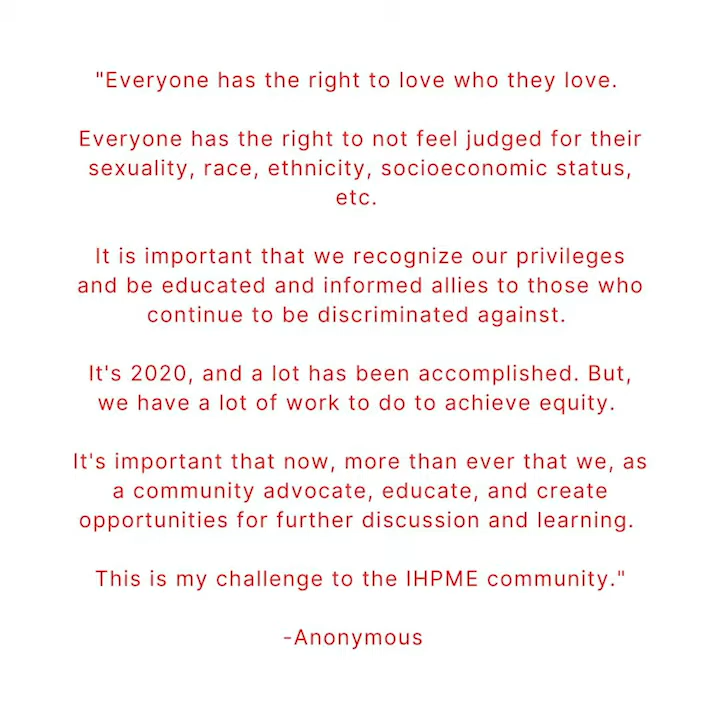 "Everyone has the right to love who they love.
Everyone has the right to not feel judged for their
sexuality, race, ethnicity, socioeconomic status,
etc.
It is important that we recognize our privileges
and be educated and informed allies to those who
continue to be discriminated against.
It's 2020, and a lot has been accomplished. But,
we have a lot of work to do to achieve equity.
It's important that now, more than ever that we, as
a community advocate, educate, and create
opportunities for further discussion and learning.
This is my challenge to the IHPME community."
-Anonymous